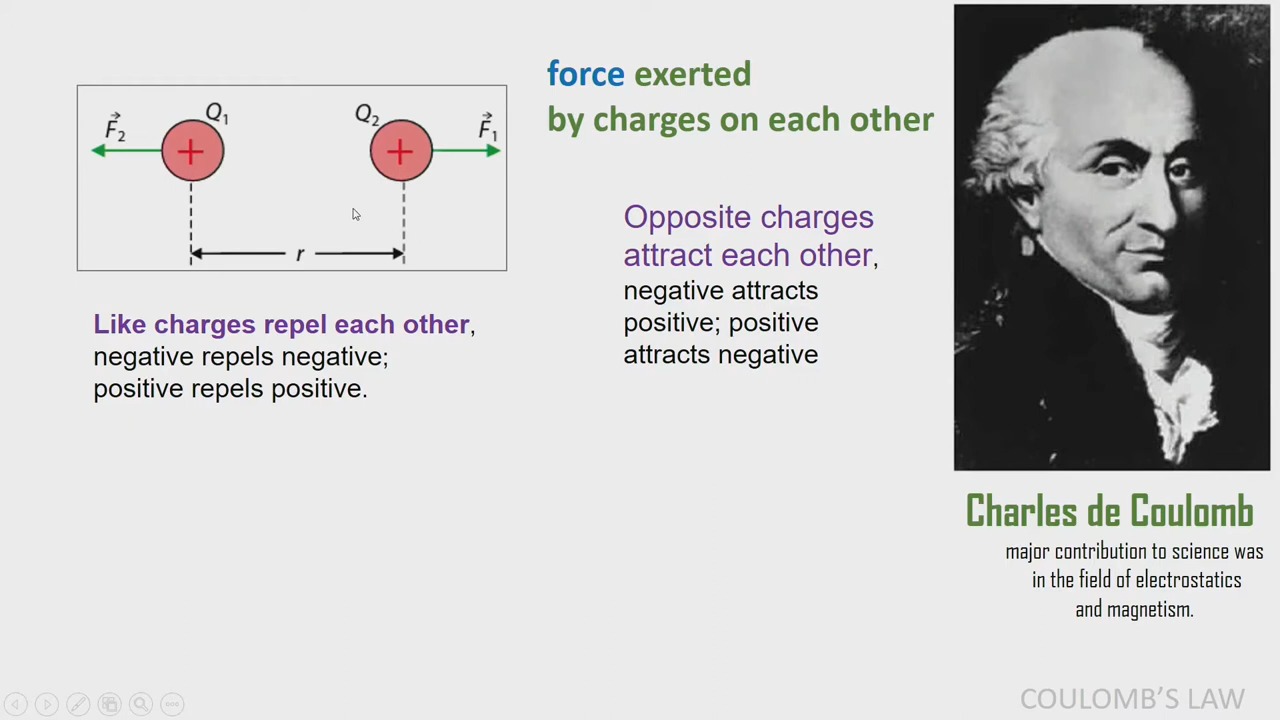 force exerted
by charges on each other
F⃗₂
Q₁
Q₂
F⃗₁
+
+
r
Like charges repel each other,
negative repels negative;
positive repels positive.
Opposite charges
attract each other,
negative attracts
positive; positive
attracts negative
Charles de Coulomb
major contribution to science was
in the field of electrostatics
and magnetism.
COULOMB'S LAW